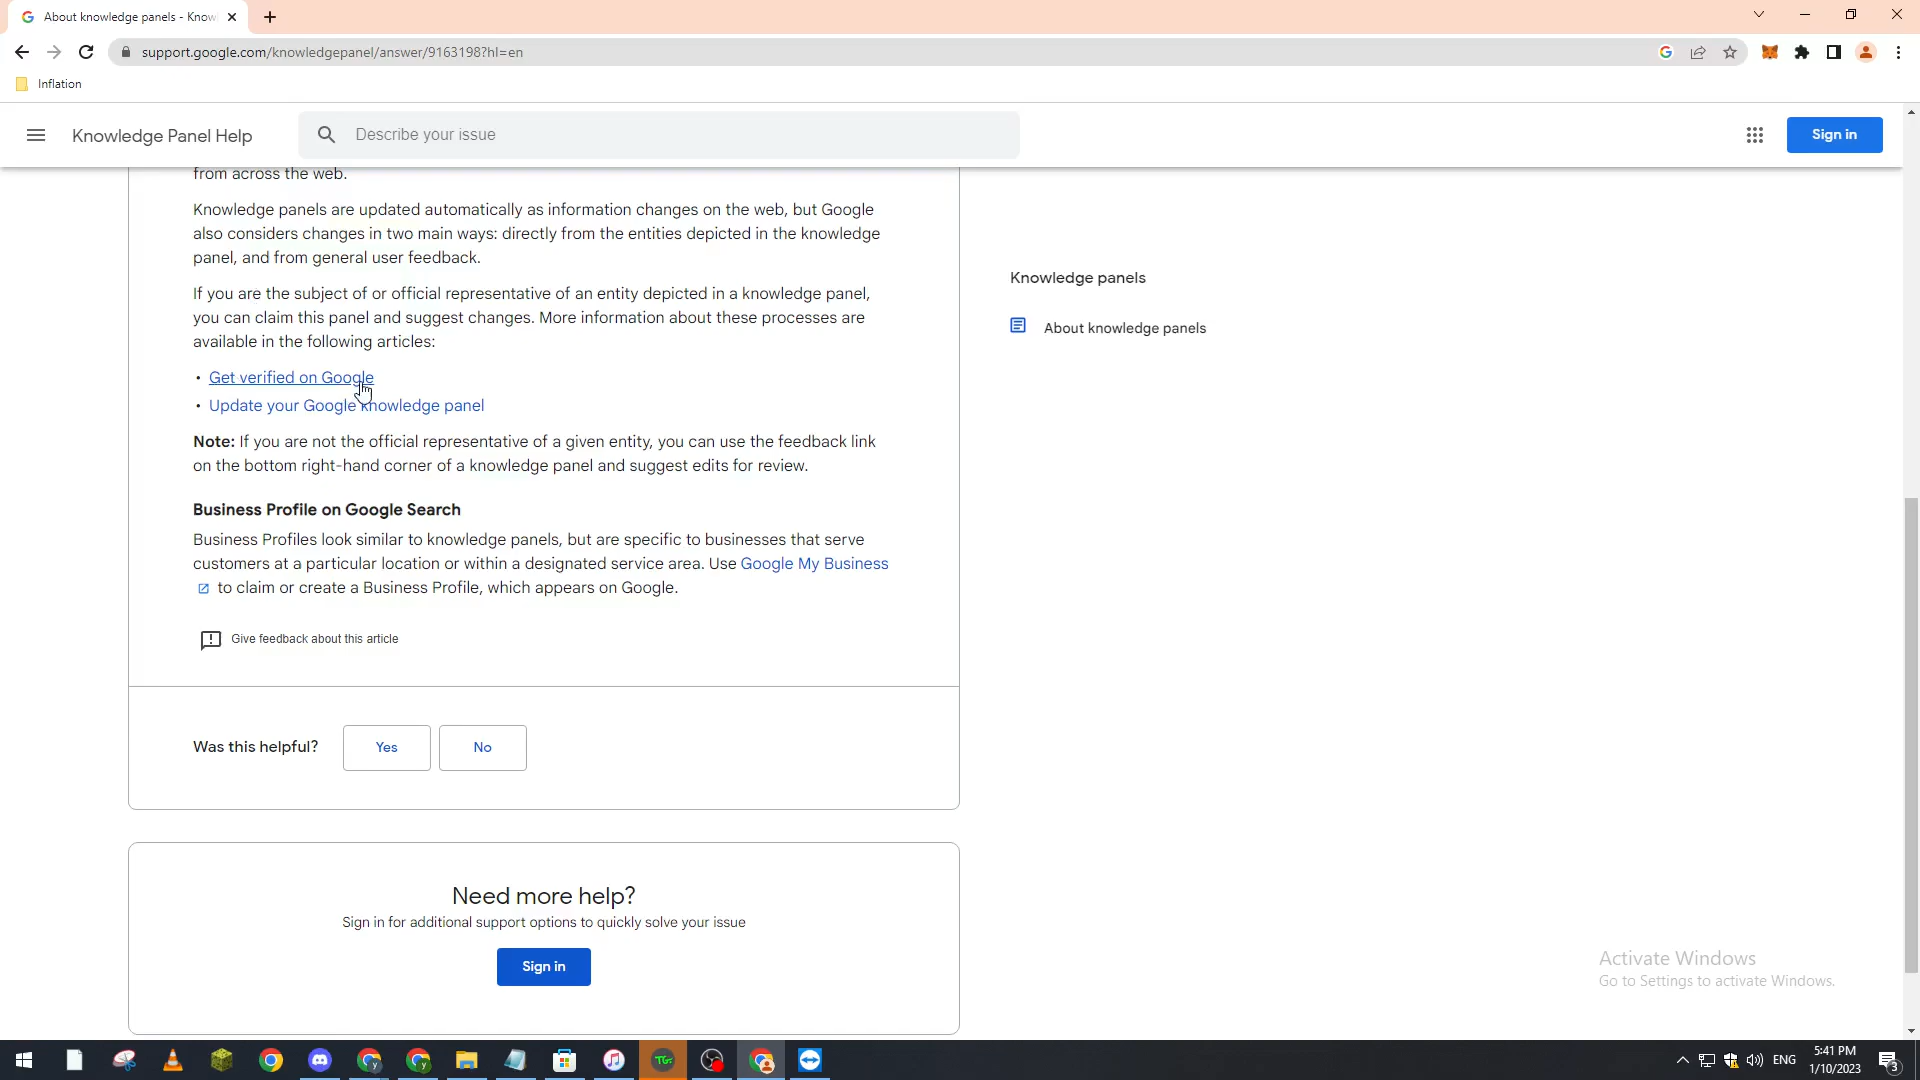 About knowledge panels - Know
support.google.com/knowledgepanel/answer/9163198?hl=en
Inflation
Knowledge Panel Help
Describe your issue
Sign in
from across the web.
Knowledge panels are updated automatically as information changes on the web, but Google
also considers changes in two main ways: directly from the entities depicted in the knowledge
panel, and from general user feedback.
If you are the subject of or official representative of an entity depicted in a knowledge panel,
you can claim this panel and suggest changes. More information about these processes are
available in the following articles:
• Get verified on Google
• Update your Google knowledge panel
Note: If you are not the official representative of a given entity, you can use the feedback link
on the bottom right-hand corner of a knowledge panel and suggest edits for review.
Business Profile on Google Search
Business Profiles look similar to knowledge panels, but are specific to businesses that serve
customers at a particular location or within a designated service area. Use Google My Business
to claim or create a Business Profile, which appears on Google.
Give feedback about this article
Was this helpful?
Yes
No
Need more help?
Sign in for additional support options to quickly solve your issue
Sign in
Knowledge panels
About knowledge panels
Activate Windows
Go to Settings to activate Windows.
TG
ENG
5:41 PM
1/10/2023
3